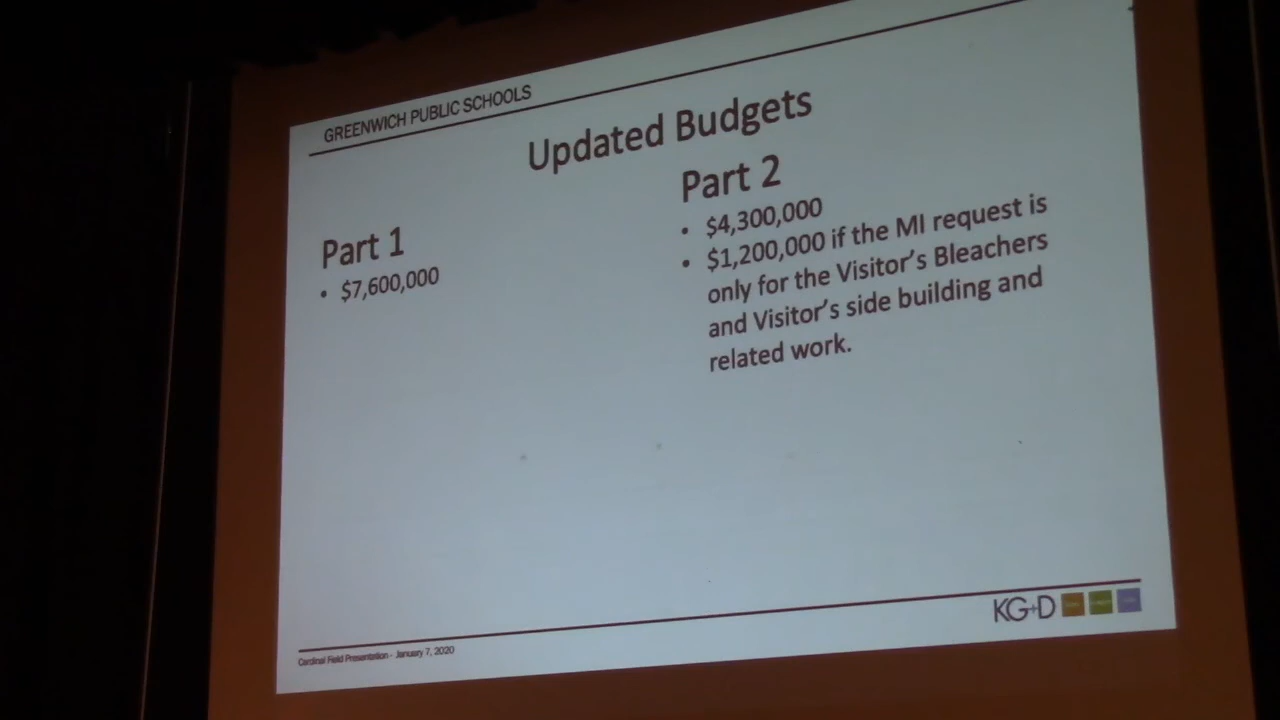 GREENWICH PUBLIC SCHOOLS
Updated Budgets
Part 1
• $7,600,000
Part 2
• $4,300,000
• $1,200,000 if the MI request is
only for the Visitor's Bleachers
and Visitor's side building and
related work.
KG+D
Cardinal Field Presentation - January 7, 2020